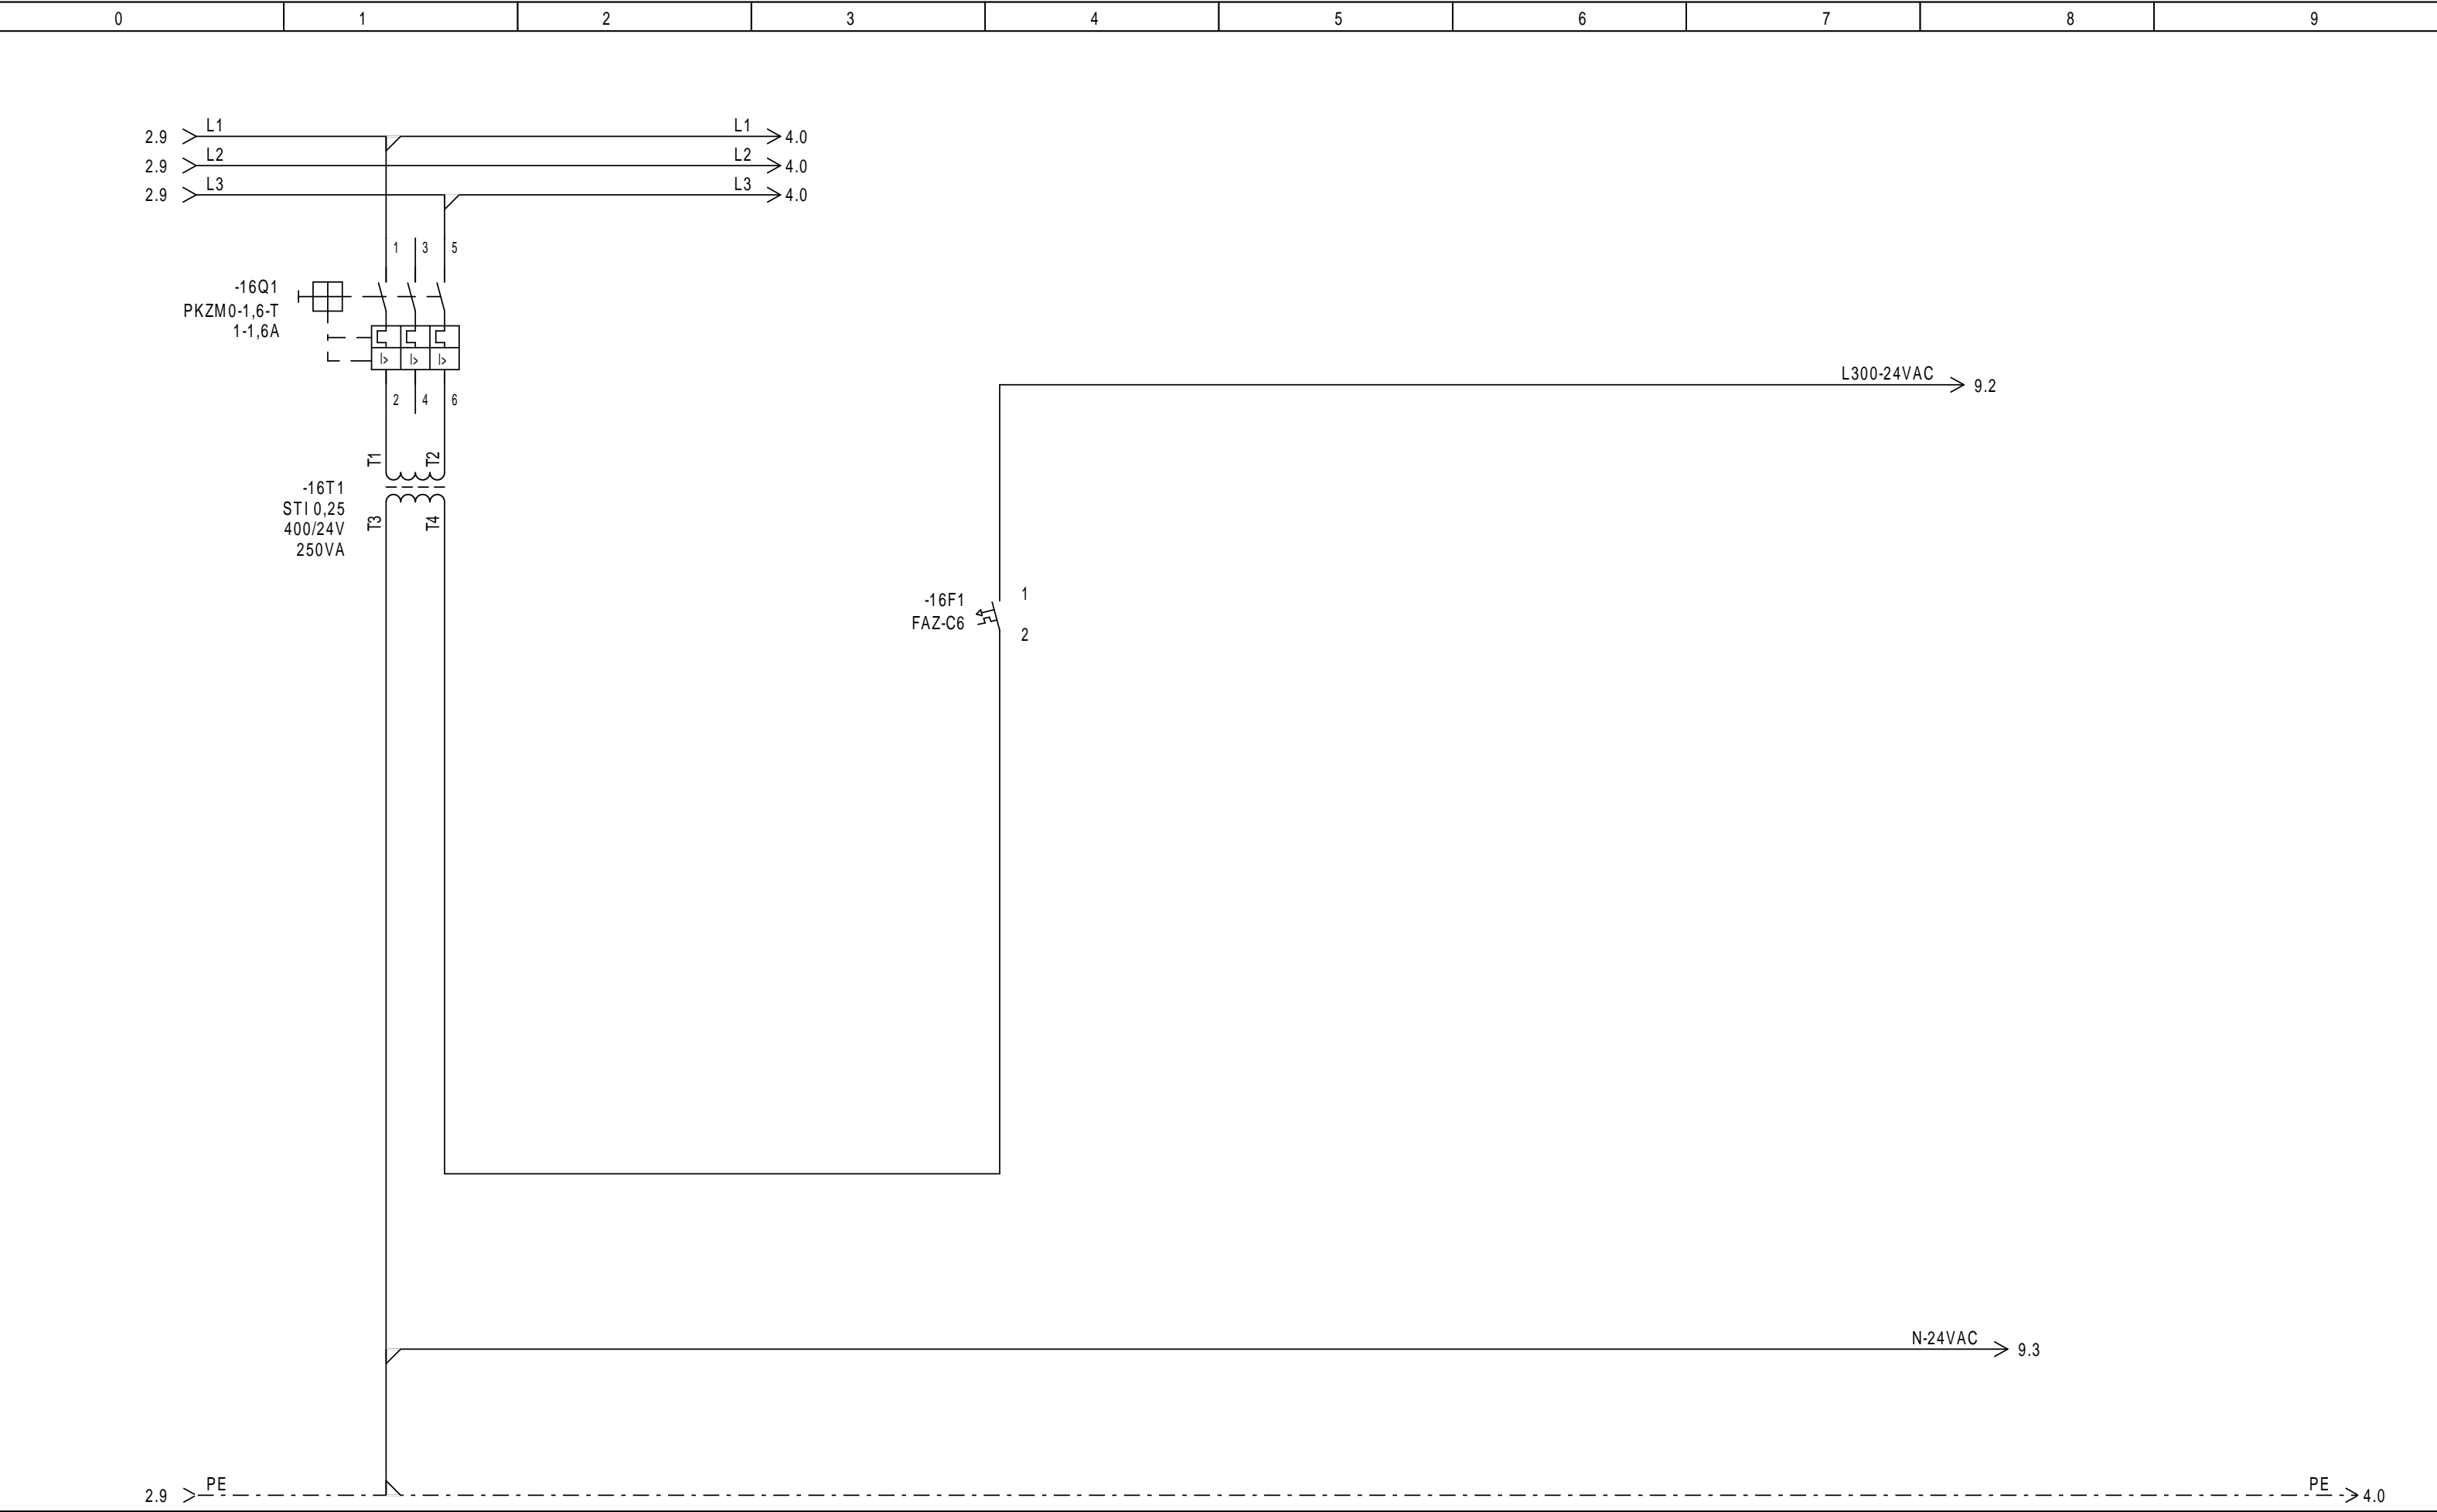 0 1 2 3 4 5 6 7 8 9
L1 L1
2.9 4.0
L2 L2
2.9 4.0
L3 L3
2.9 4.0
1 3 5
-16Q1
PKZM0-1,6-T
1-1,6A
I> I> I>
L300-24VAC
9.2
2 4 6
T1 T2
-16T1
STI 0,25
400/24V
250VA
T3 T4
-16F1
FAZ-C6
1
2
N-24VAC
9.3
PE PE
2.9 4.0